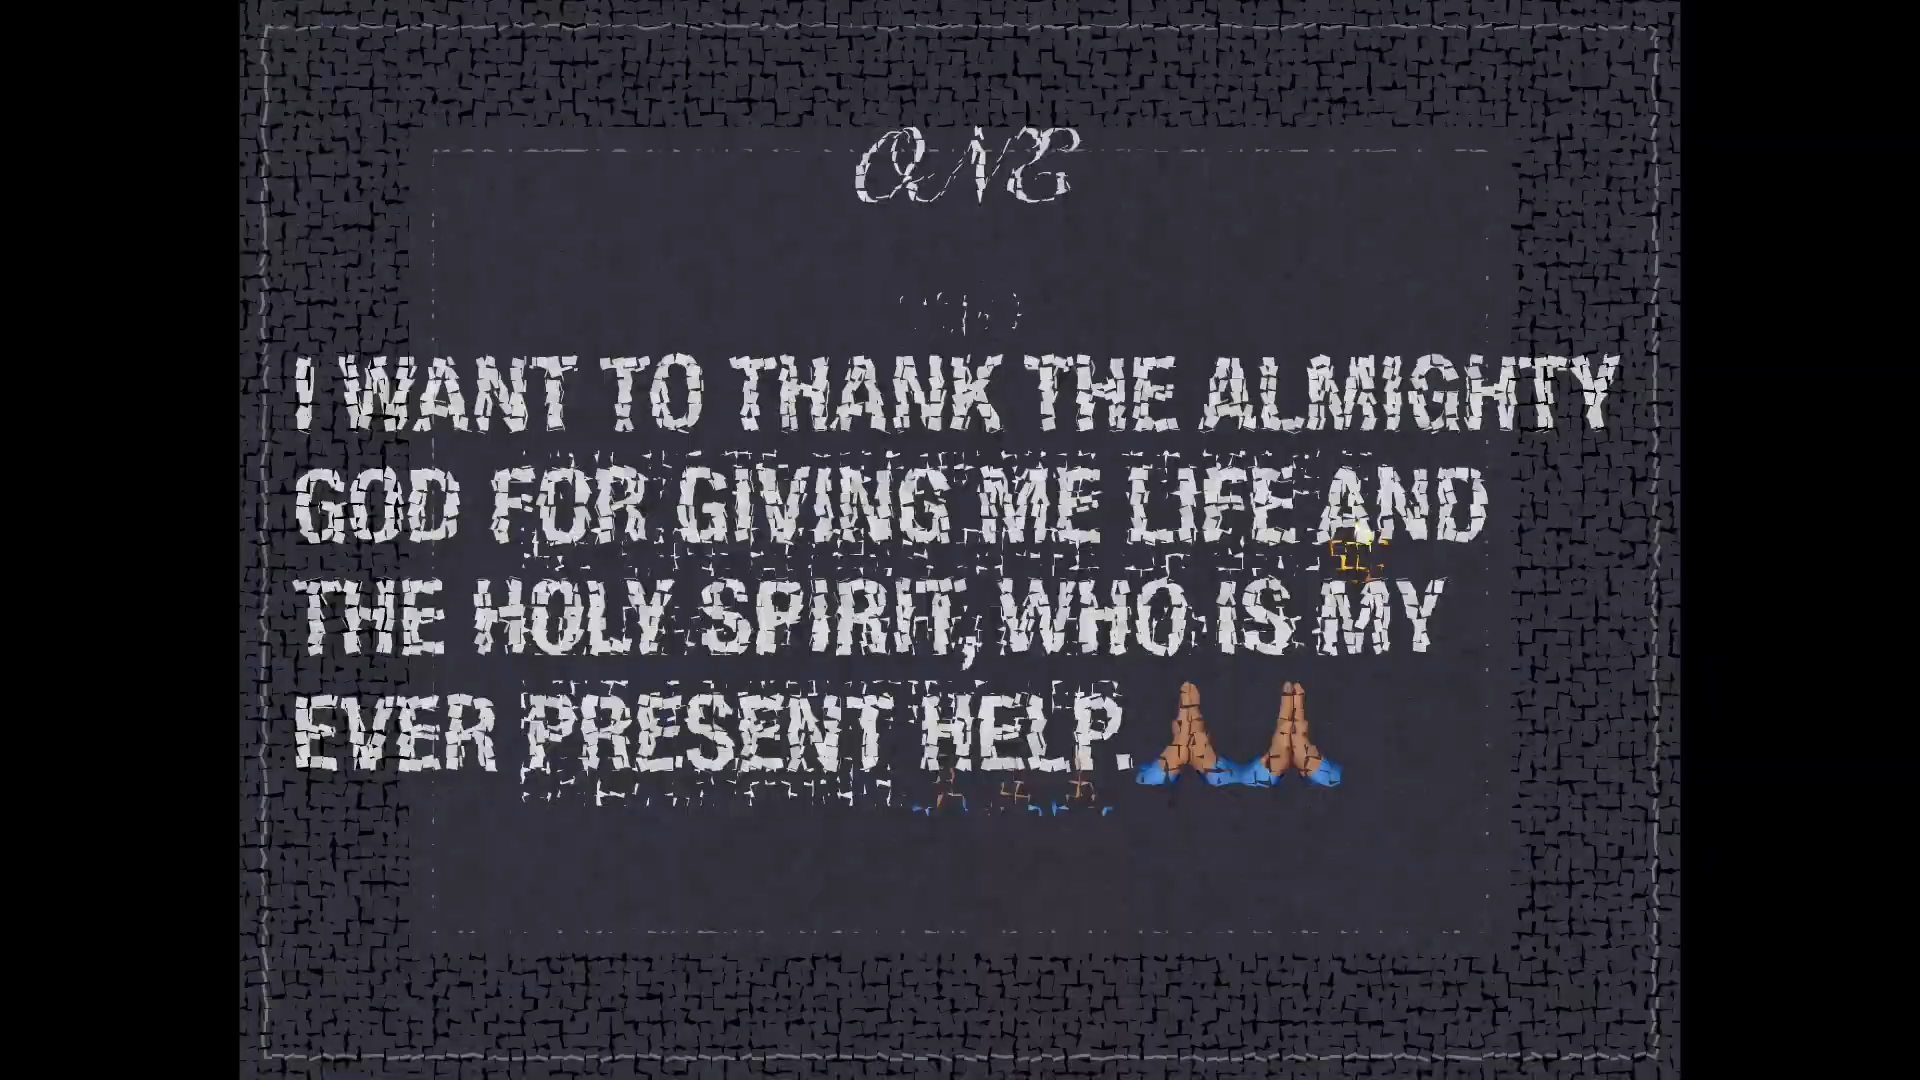 ONE
I WANT TO THANK THE ALMIGHTY
GOD FOR GIVING ME LIFE AND
THE HOLY SPIRIT, WHO IS MY
EVER PRESENT HELP.🙏🏽🙏🏽